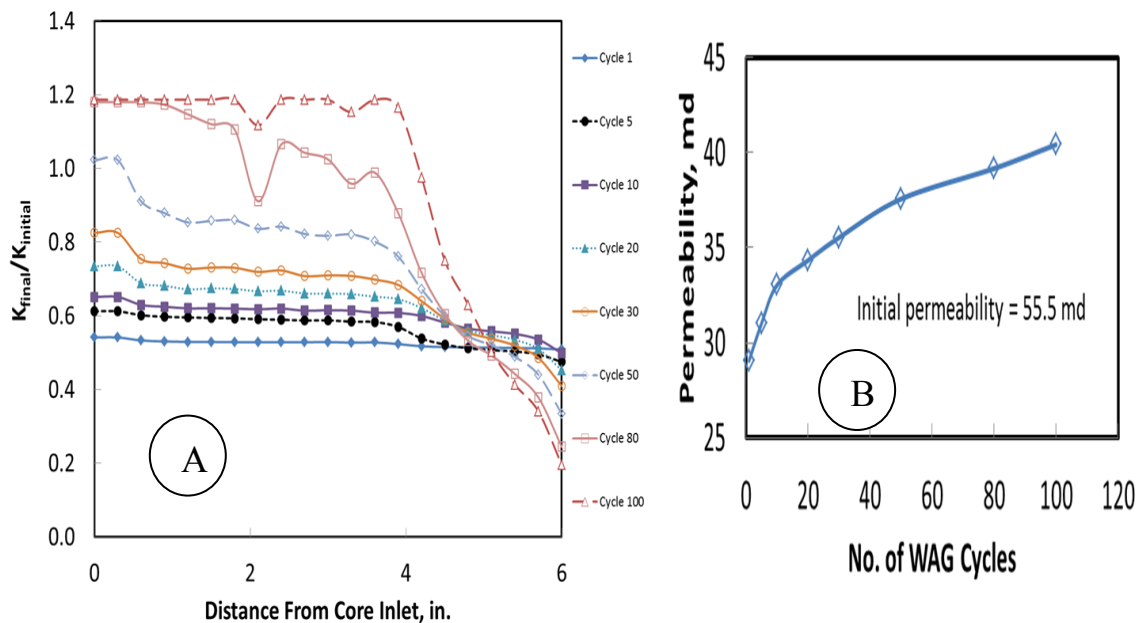 1.4
1.2
1.0
0.8
0.6
0.4
0.2
0.0
K_final/K_initial
0
2
4
6
Distance From Core Inlet, in.
A
Cycle 1
Cycle 5
Cycle 10
Cycle 20
Cycle 30
Cycle 50
Cycle 80
Cycle 100
45
40
35
30
25
Permeability, md
Initial permeability = 55.5 md
B
0
20
40
60
80
100
120
No. of WAG Cycles